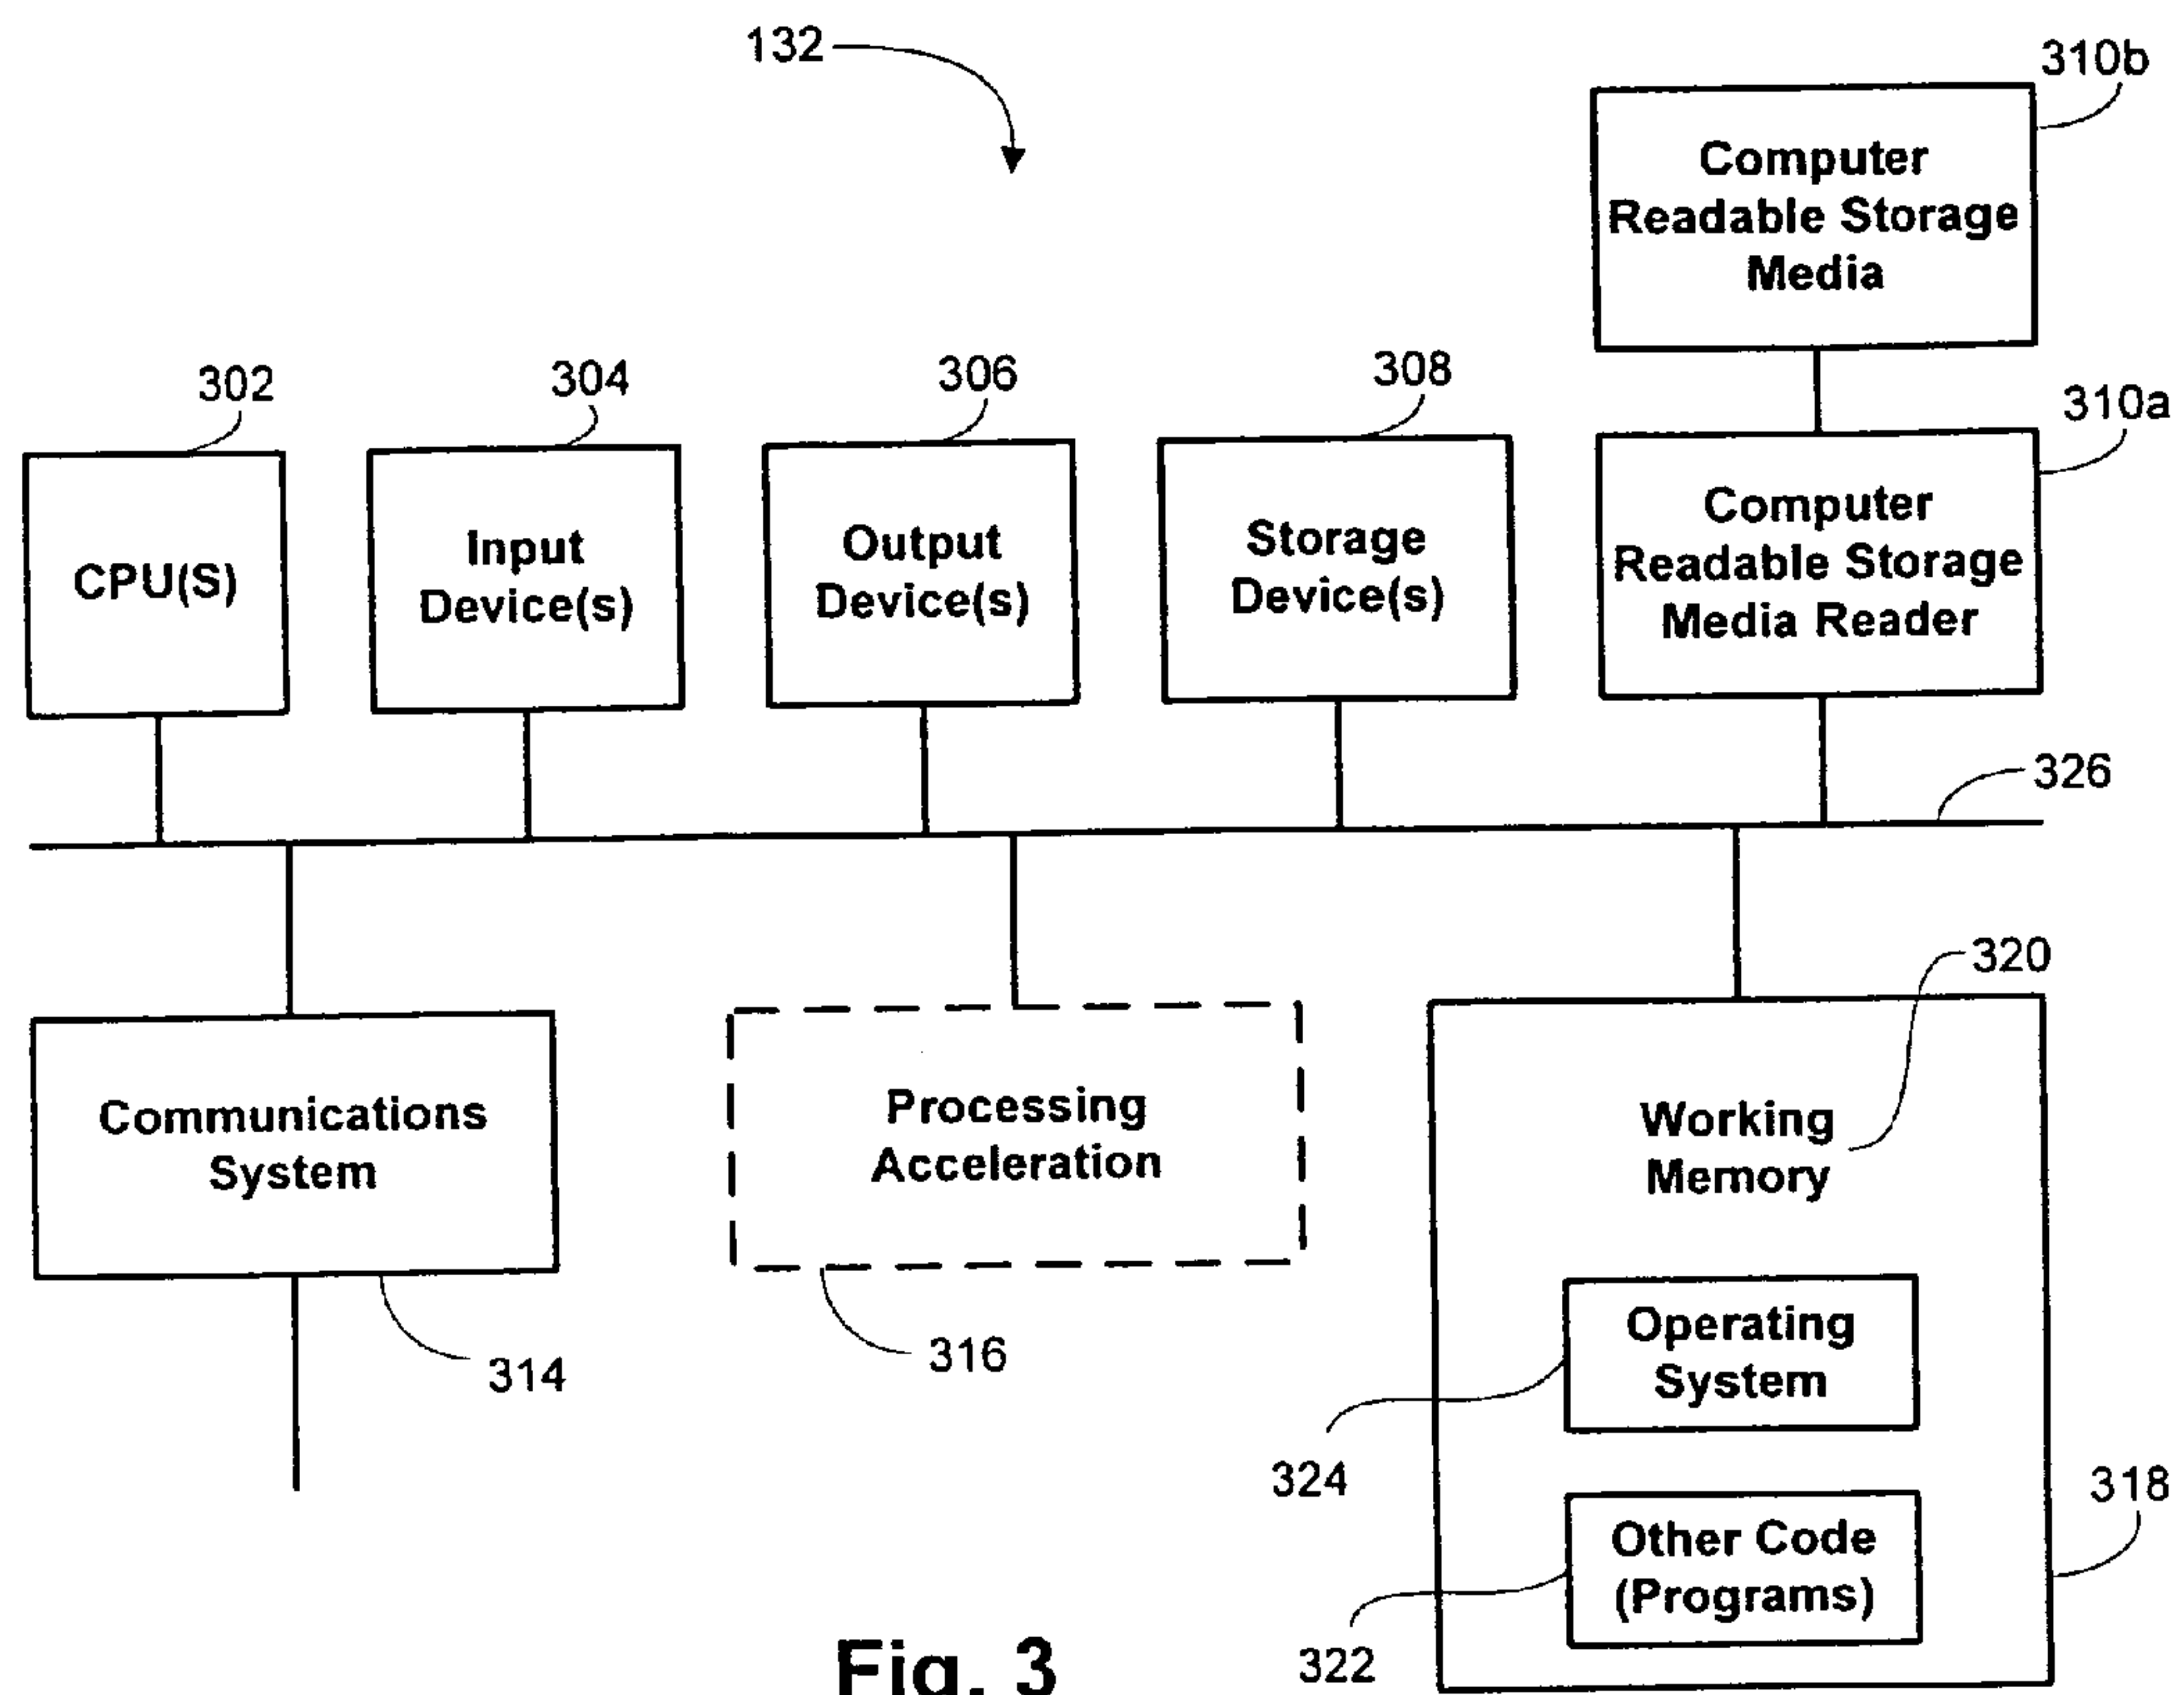 132
310b
Computer
Readable Storage
Media
302
304
306
308
310a
CPU(S)
Input
Device(s)
Output
Device(s)
Storage
Device(s)
Computer
Readable Storage
Media Reader
326
320
Communications
System
Processing
Acceleration
Working
Memory
314
316
Operating
System
324
318
Other Code
(Programs)
322
Fig. 3